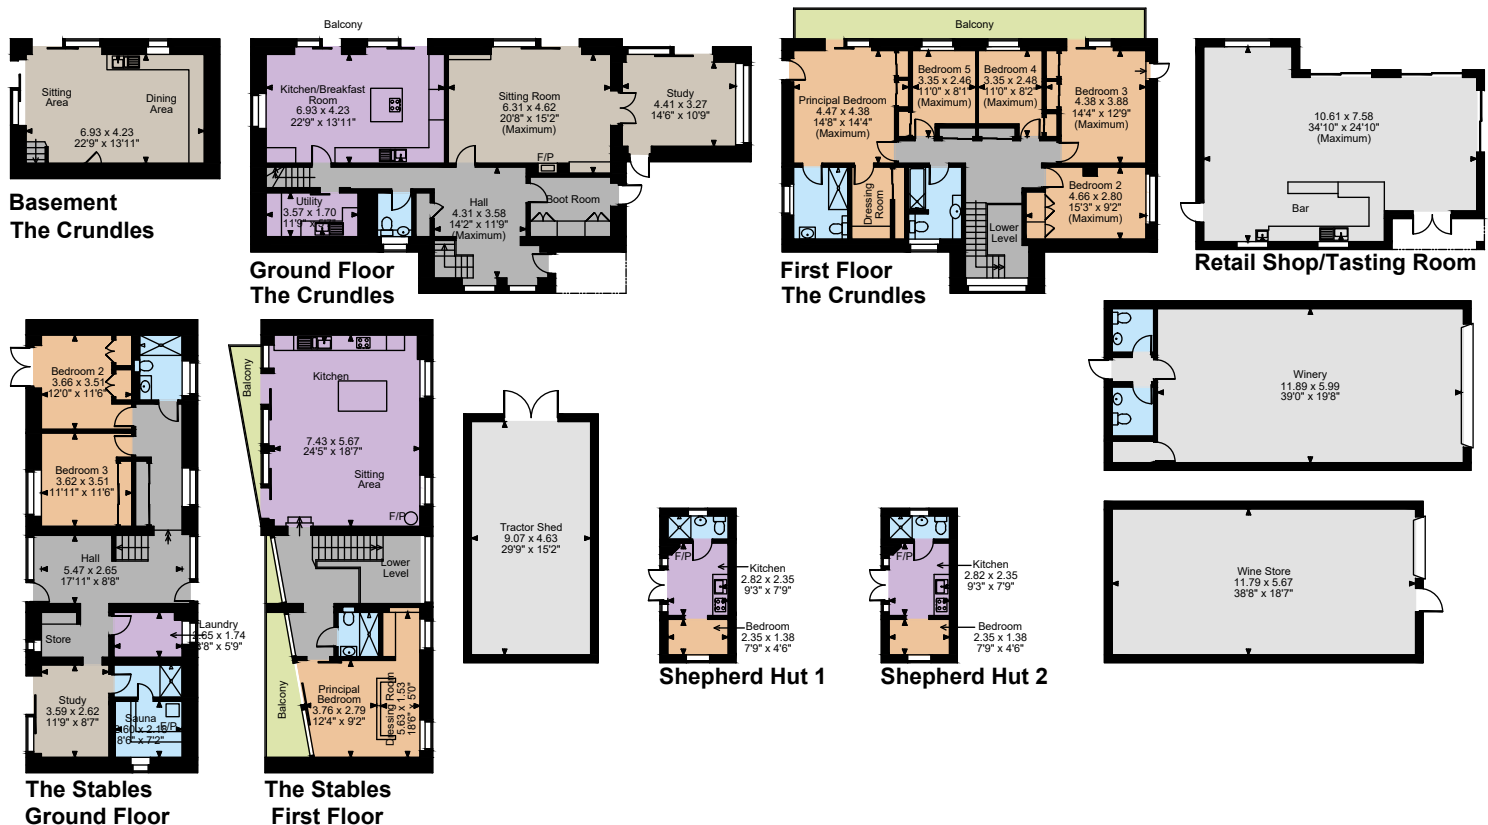 Sitting
Area
Dining
Area
6.93 x 4.23
22'9" x 13'11"
Basement
The Crundles
Balcony
Kitchen/Breakfast
Room
6.93 x 4.23
22'9" x 13'11"
Sitting Room
6.31 x 4.62
20'8" x 15'2"
(Maximum)
F/P
Study
4.41 x 3.27
14'6" x 10'9"
Utility
3.57 x 1.70
Hall
4.31 x 3.58
14'2" x 11'9"
(Maximum)
Boot Room
Ground Floor
The Crundles
Balcony
Principal Bedroom
4.47 x 4.38
14'8" x 14'4"
(Maximum)
Bedroom 5
3.35 x 2.46
11'0" x 8'1"
(Maximum)
Bedroom 4
3.35 x 2.48
11'0" x 8'2"
(Maximum)
Bedroom 3
4.38 x 3.88
14'4" x 12'9"
(Maximum)
Dressing
Room
Bedroom 2
4.66 x 2.80
15'3" x 9'2"
(Maximum)
Lower
Level
First Floor
The Crundles
10.61 x 7.58
34'10" x 24'10"
(Maximum)
Bar
Retail Shop/Tasting Room
Bedroom 2
3.66 x 3.51
12'0" x 11'6"
Bedroom 3
3.62 x 3.51
11'11" x 11'6"
Hall
5.47 x 2.65
17'11" x 8'8"
Store
Laundry
2.65 x 1.74
8'8" x 5'9"
Study
3.59 x 2.62
11'9" x 8'7"
Sauna
F/P
8'6" x 7'2"
The Stables
Ground Floor
Balcony
Kitchen
7.43 x 5.67
24'5" x 18'7"
Sitting
Area
F/P
Lower
Level
Balcony
Principal
Bedroom
3.76 x 2.79
12'4" x 9'2"
Dressing Room
5.63 x 1.53
18'6" x 5'0"
The Stables
First Floor
Tractor Shed
9.07 x 4.63
29'9" x 15'2"
F/P
Kitchen
2.82 x 2.35
9'3" x 7'9"
Bedroom
2.35 x 1.38
7'9" x 4'6"
Shepherd Hut 1
F/P
Kitchen
2.82 x 2.35
9'3" x 7'9"
Bedroom
2.35 x 1.38
7'9" x 4'6"
Shepherd Hut 2
Winery
11.89 x 5.99
39'0" x 19'8"
Wine Store
11.79 x 5.67
38'8" x 18'7"